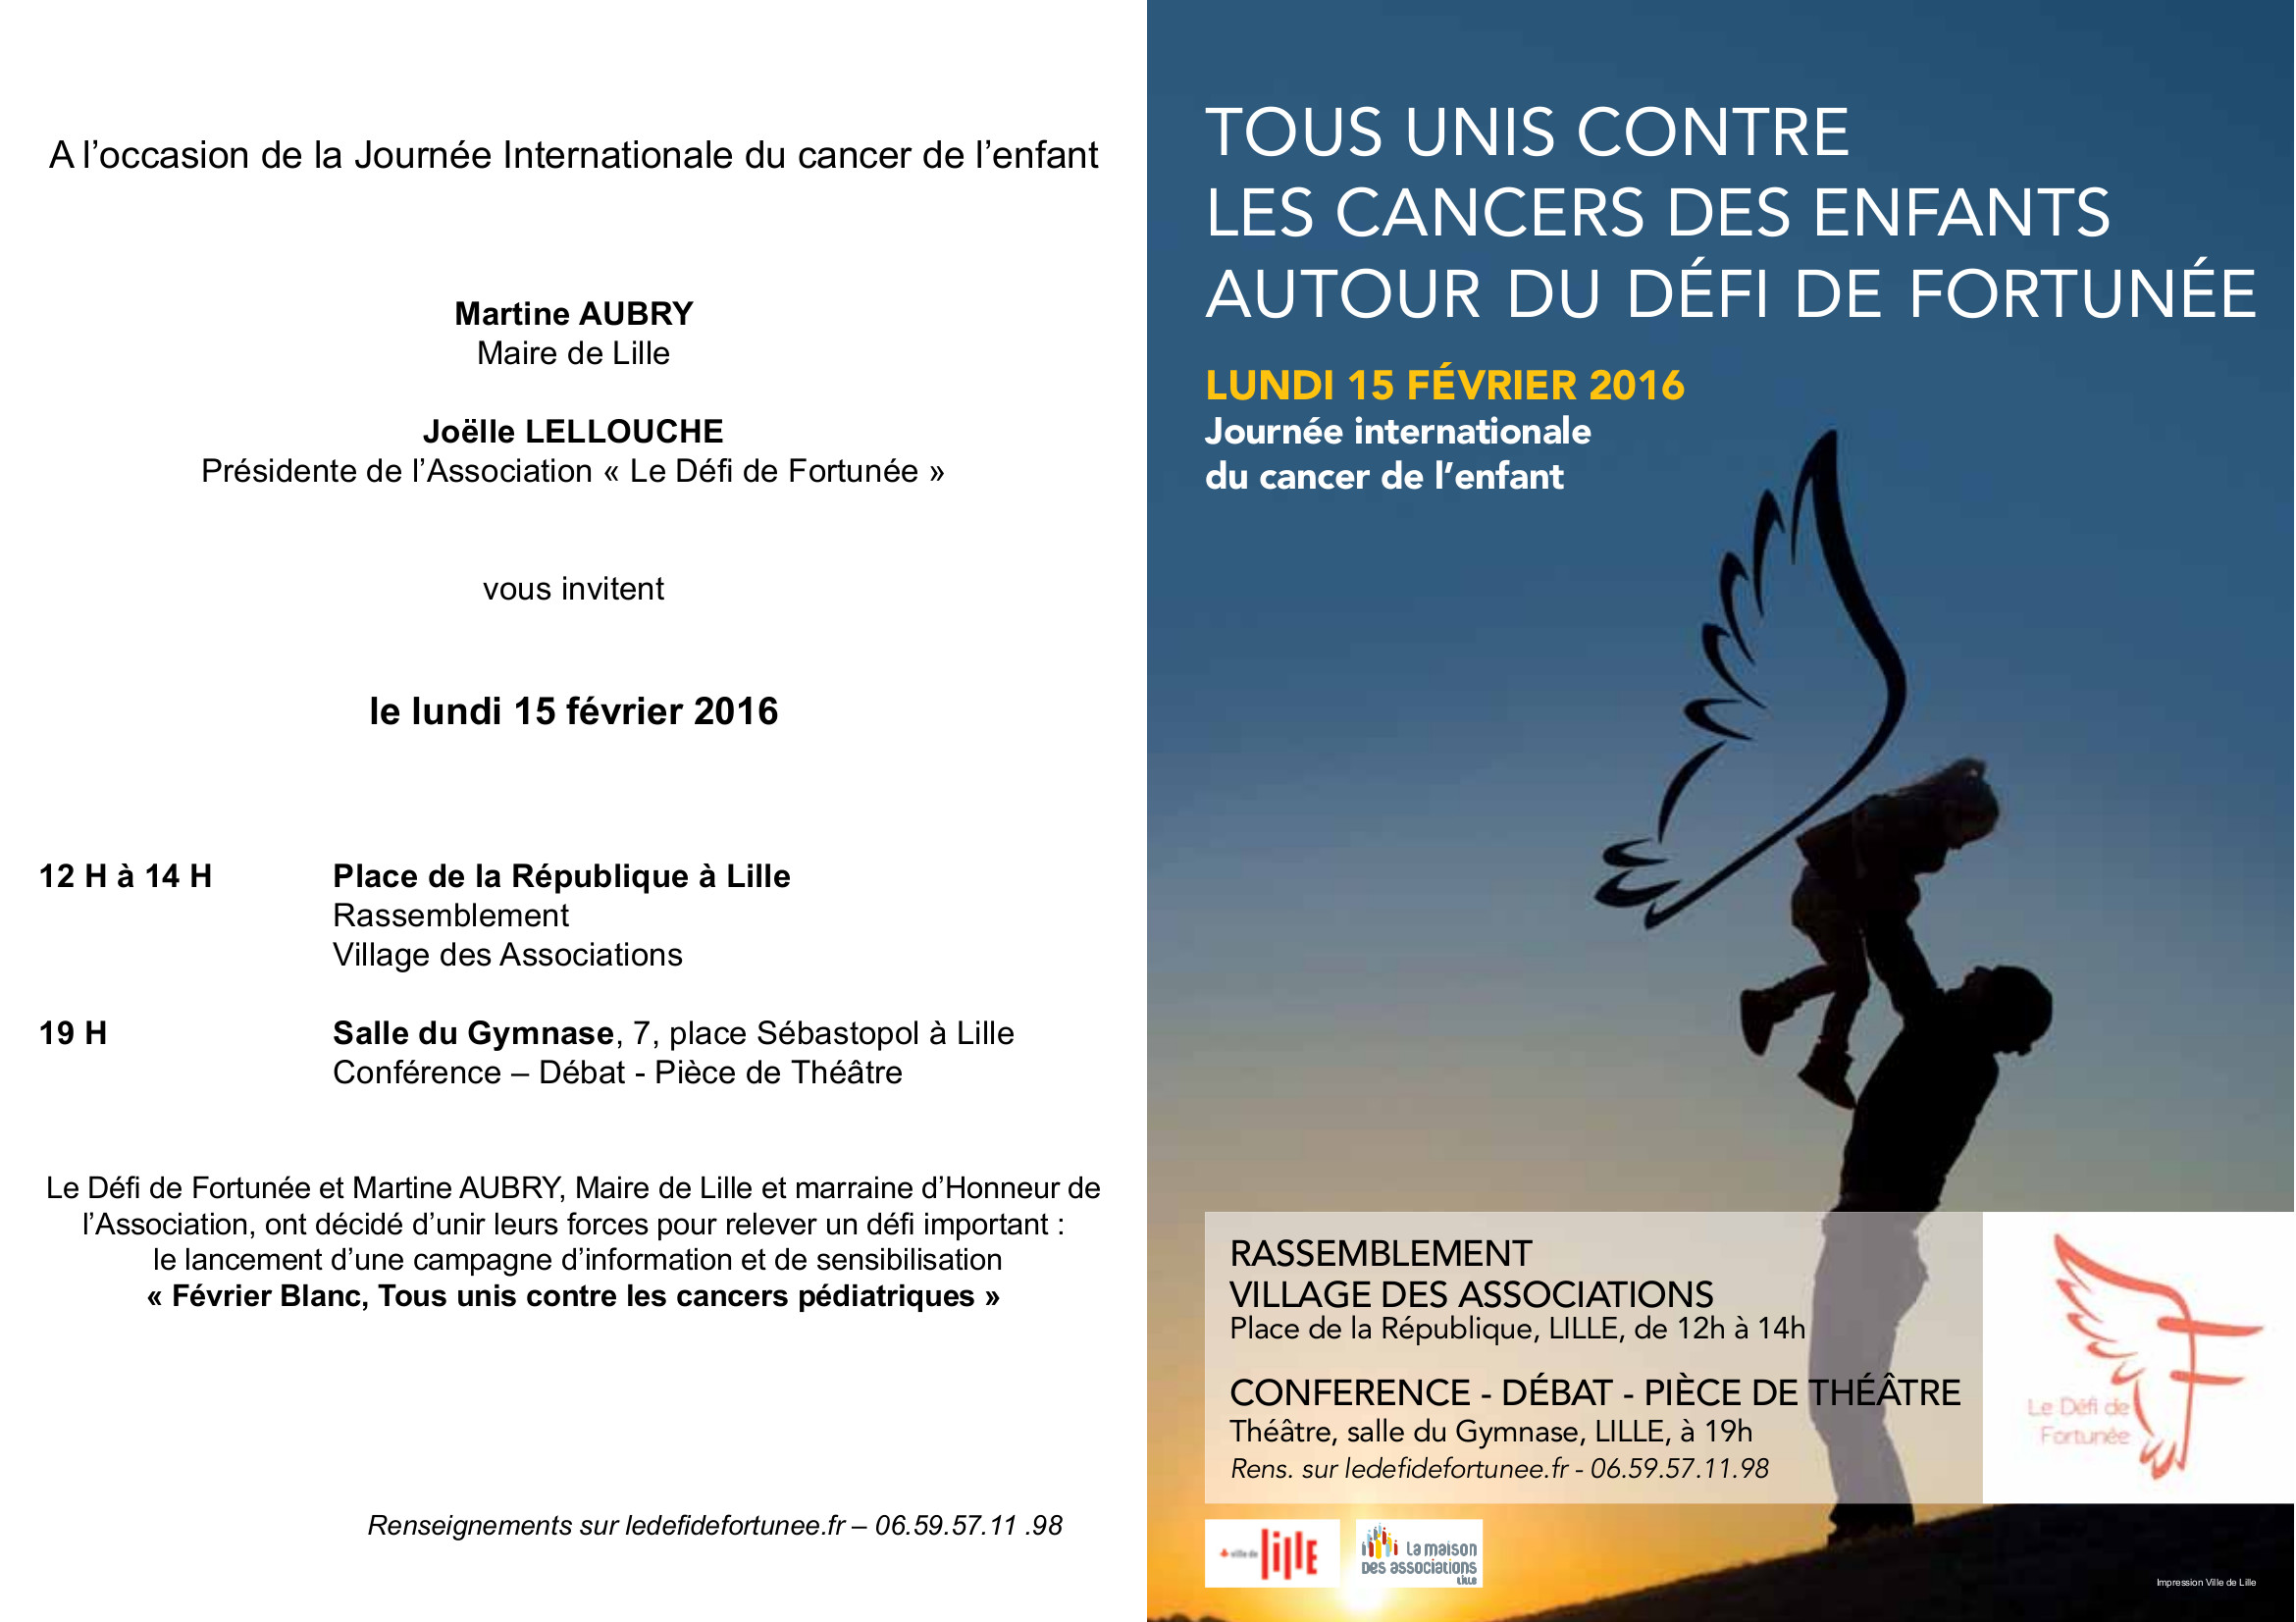 A l’occasion de la Journée Internationale du cancer de l’enfant
Martine AUBRY
Maire de Lille
Joëlle LELLOUCHE
Présidente de l’Association « Le Défi de Fortunée »
vous invitent
le lundi 15 février 2016
12 H à 14 H Place de la République à Lille
Rassemblement
Village des Associations
19 H Salle du Gymnase, 7, place Sébastopol à Lille
Conférence – Débat - Pièce de Théâtre
Le Défi de Fortunée et Martine AUBRY, Maire de Lille et marraine d’Honneur de
l’Association, ont décidé d’unir leurs forces pour relever un défi important :
le lancement d’une campagne d’information et de sensibilisation
« Février Blanc, Tous unis contre les cancers pédiatriques »
Renseignements sur ledefidefortunee.fr – 06.59.57.11 .98
TOUS UNIS CONTRE
LES CANCERS DES ENFANTS
AUTOUR DU DÉFI DE FORTUNÉE
LUNDI 15 FÉVRIER 2016
Journée internationale
du cancer de l’enfant
RASSEMBLEMENT
VILLAGE DES ASSOCIATIONS
Place de la République, LILLE, de 12h à 14h
CONFERENCE - DÉBAT - PIÈCE DE THÉÂTRE
Théâtre, salle du Gymnase, LILLE, à 19h
Rens. sur ledefidefortunee.fr - 06.59.57.11.98
Le Défi de
Fortunée
ville de lille
La maison
Des associations
Lille
Impression Ville de Lille